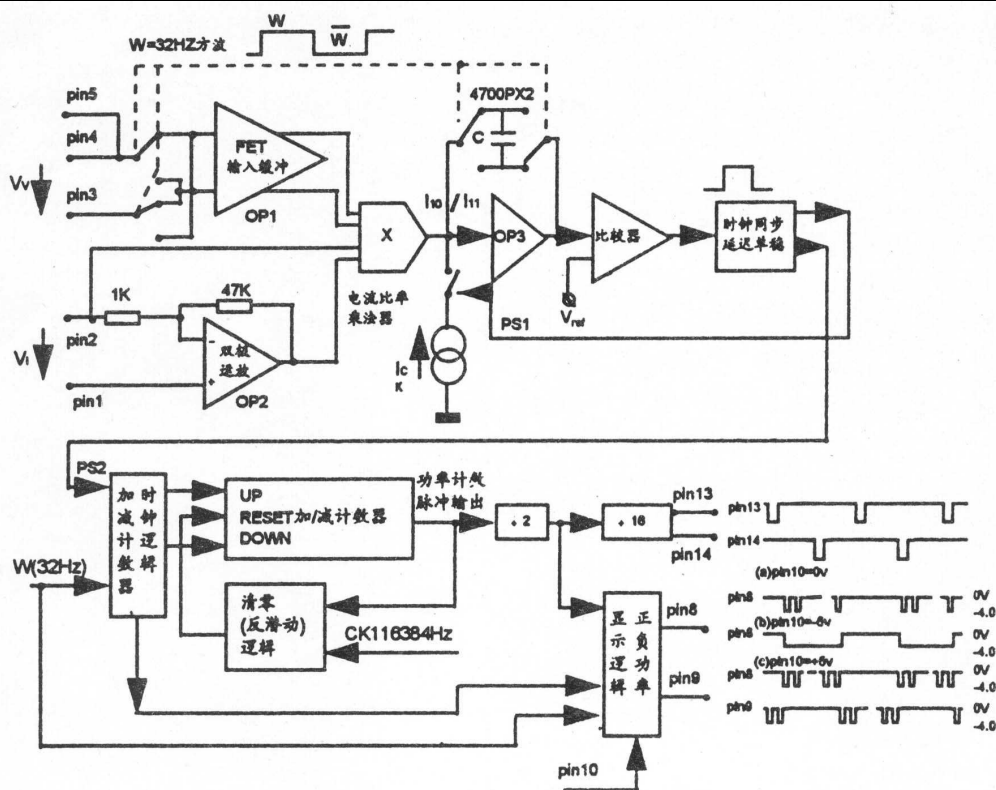 W
W̅
W=32HZ方波
pin5
pin4
Vv
pin3
FET
输入缓冲
OP1
4700PX2
C
I10
I11
X
电流比率
乘法器
OP3
比较器
Vref
时钟同步
延迟单稳
PS1
Ic
K
1K
47K
pin2
VI
pin1
双极
运放
-
+
OP2
PS2
加减计数器
时钟逻辑
UP
RESET加/减计数器
DOWN
功率计数
脉冲输出
÷2
÷16
pin13
pin14
W(32Hz)
清零
(反潜动)
逻辑
CK116384Hz
显示逻辑
正负功率
pin8
pin9
pin10
pin13
pin14
(a)pin10=0v
pin8
0V
-4.0
(b)pin10=-5v
pin8
0V
-4.0
(c)pin10=+5v
pin8
0V
-4.0
pin9
0V
-4.0